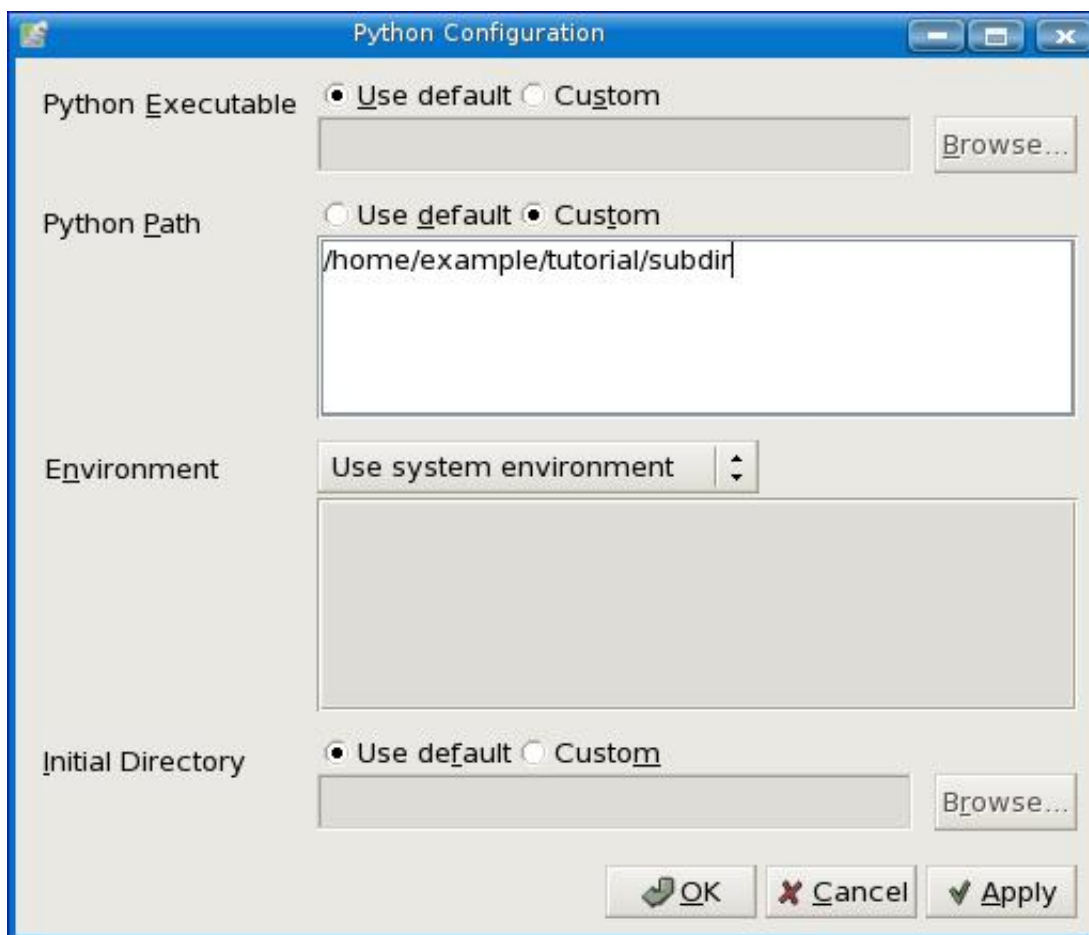 Python Configuration
Python Executable
Use default Custom
Browse...
Python Path
Use default Custom
/home/example/tutorial/subdir
Environment
Use system environment
Initial Directory
Use default Custom
Browse...
OK Cancel Apply